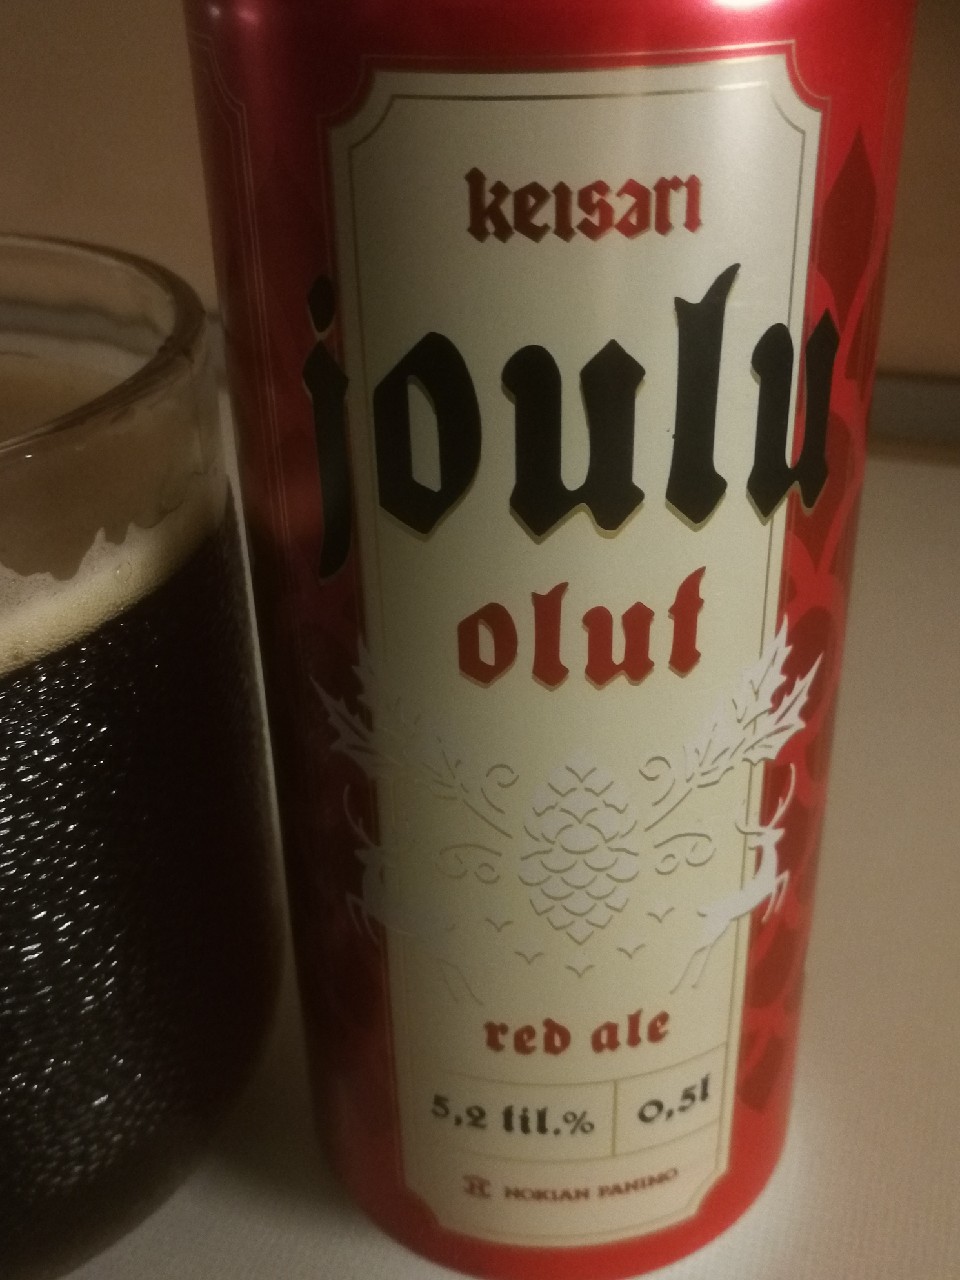 keisari
joulu
olut
red ale
5,2 til.% 0,5l
NOKIAN PANIMO